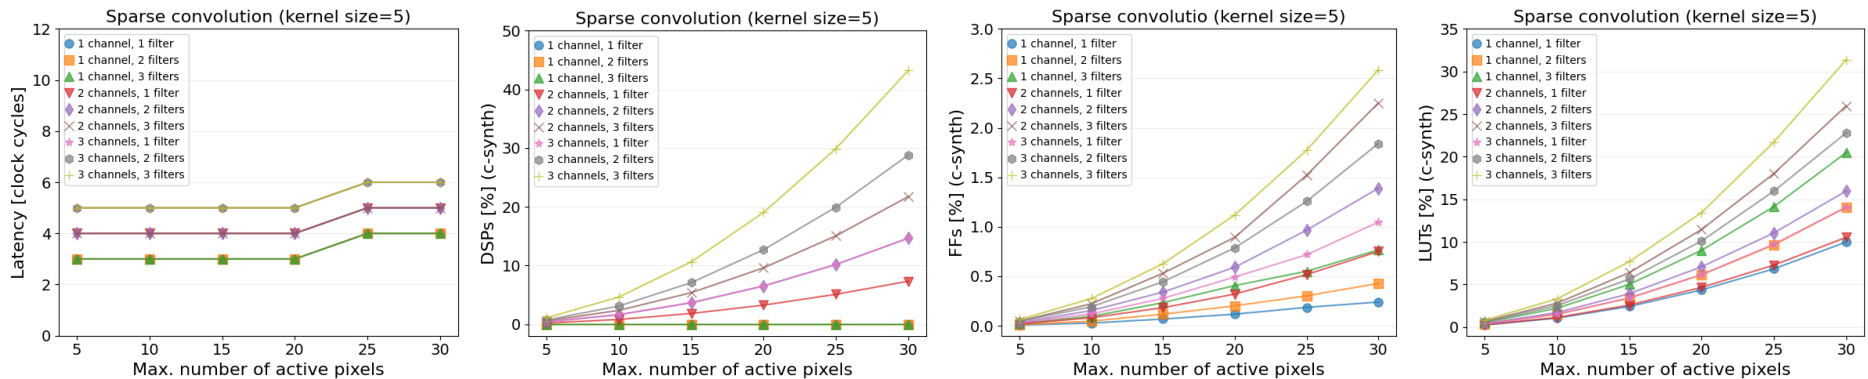 Sparse convolution (kernel size=5)
12
10
8
6
4
2
0
Latency [clock cycles]
1 channel, 1 filter
1 channel, 2 filters
1 channel, 3 filters
2 channels, 1 filter
2 channels, 2 filters
2 channels, 3 filters
3 channels, 1 filter
3 channels, 2 filters
3 channels, 3 filters
5 10 15 20 25 30
Max. number of active pixels
Sparse convolution (kernel size=5)
50
40
30
20
10
0
DSPs [%] (c-synth)
1 channel, 1 filter
1 channel, 2 filters
1 channel, 3 filters
2 channels, 1 filter
2 channels, 2 filters
2 channels, 3 filters
3 channels, 1 filter
3 channels, 2 filters
3 channels, 3 filters
5 10 15 20 25 30
Max. number of active pixels
Sparse convolutio (kernel size=5)
3.0
2.5
2.0
1.5
1.0
0.5
0.0
FFs [%] (c-synth)
1 channel, 1 filter
1 channel, 2 filters
1 channel, 3 filters
2 channels, 1 filter
2 channels, 2 filters
2 channels, 3 filters
3 channels, 1 filter
3 channels, 2 filters
3 channels, 3 filters
5 10 15 20 25 30
Max. number of active pixels
Sparse convolution (kernel size=5)
35
30
25
20
15
10
5
0
LUTs [%] (c-synth)
1 channel, 1 filter
1 channel, 2 filters
1 channel, 3 filters
2 channels, 1 filter
2 channels, 2 filters
2 channels, 3 filters
3 channels, 1 filter
3 channels, 2 filters
3 channels, 3 filters
5 10 15 20 25 30
Max. number of active pixels